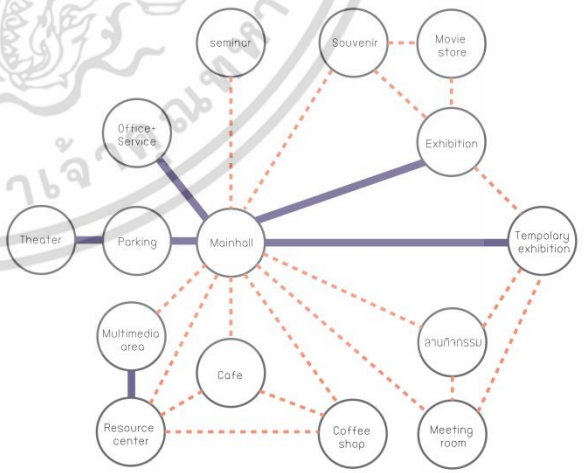 seminar
Souvenir
Movie
store
Office+
Service
Exhibition
Theater
Parking
Mainhall
Tempolary
exhibition
Multimedia
area
Cafe
ลานกิจกรรม
Resource
center
Coffee
shop
Meeting
room